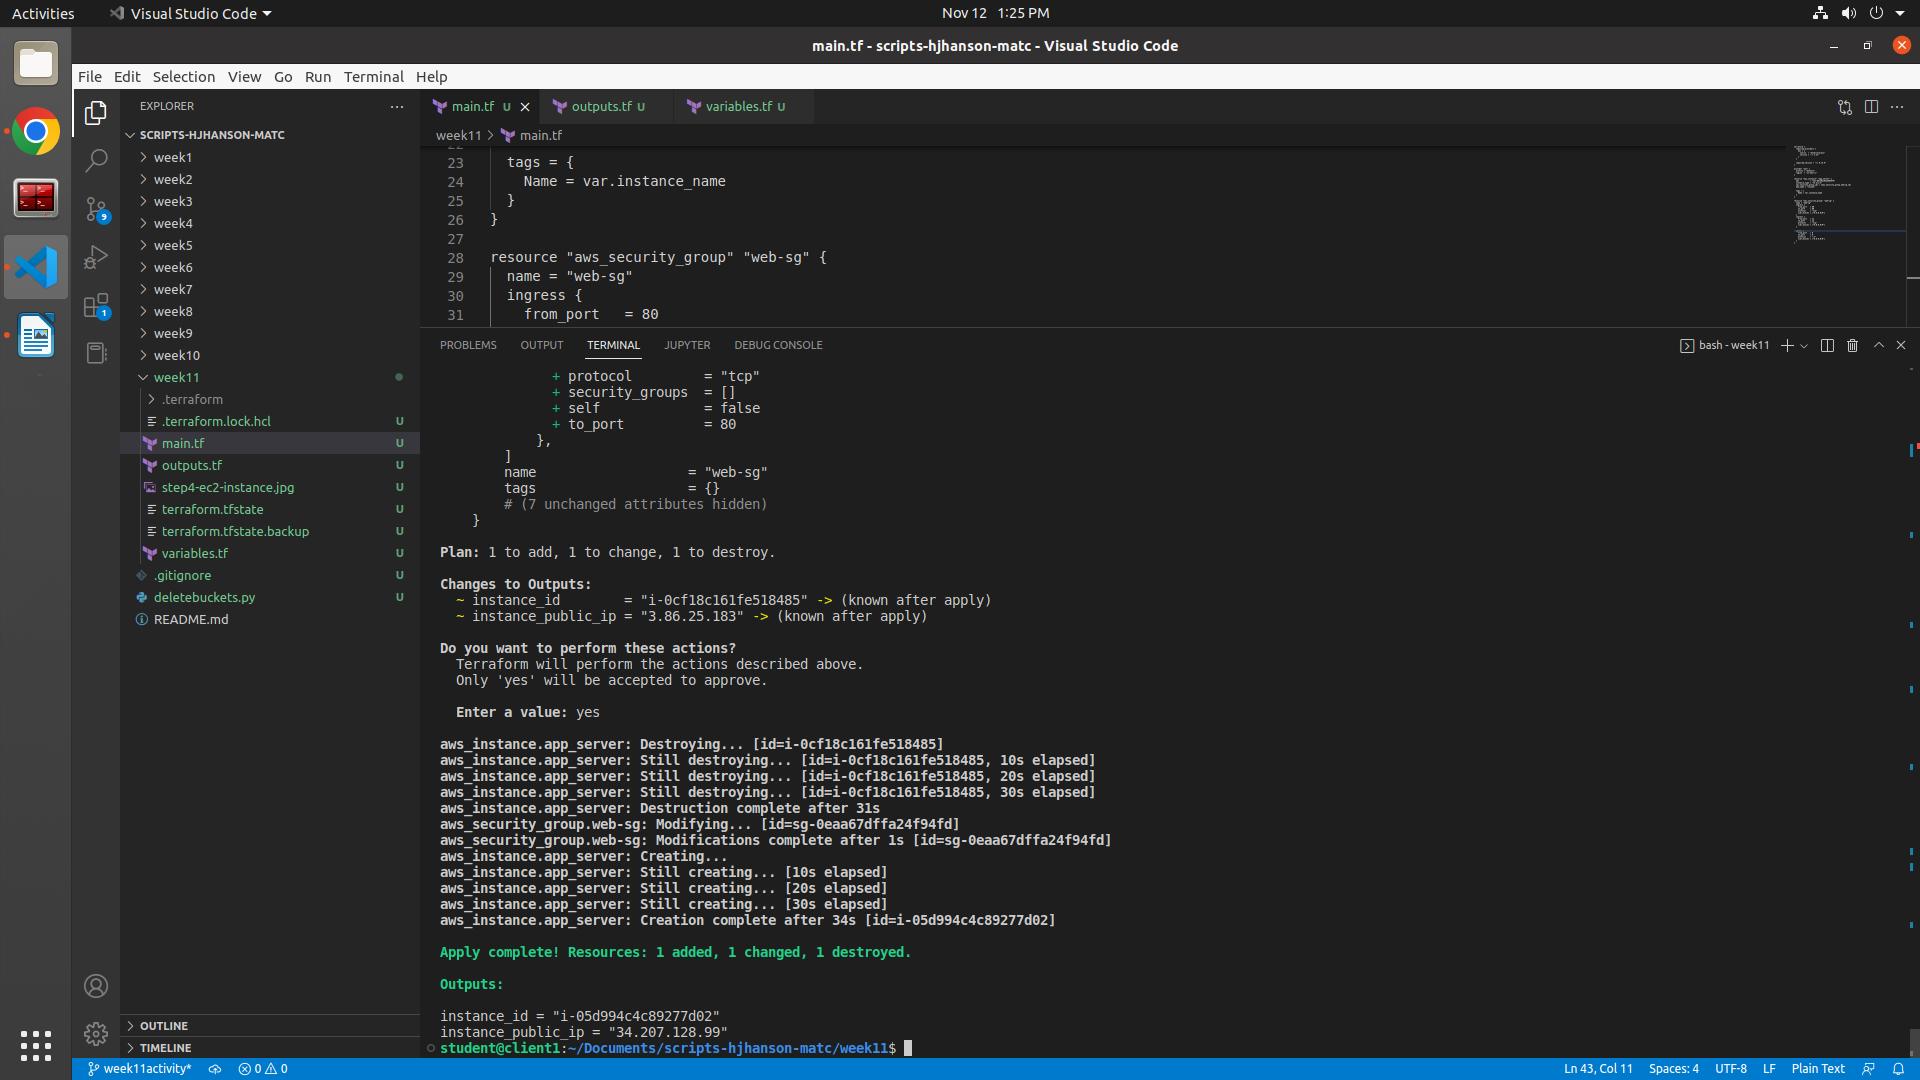 Activities
Visual Studio Code
Nov 12 1:25 PM
main.tf - scripts-hjhanson-matc - Visual Studio Code
File Edit Selection View Go Run Terminal Help
EXPLORER
SCRIPTS-HJHANSON-MATC
week1
week2
week3
week4
week5
week6
week7
week8
week9
week10
week11
.terraform
.terraform.lock.hcl U
main.tf U
outputs.tf U
step4-ec2-instance.jpg U
terraform.tfstate U
terraform.tfstate.backup U
variables.tf U
.gitignore U
deletebuckets.py U
README.md
OUTLINE
TIMELINE
9
1
main.tf U
outputs.tf U
variables.tf U
week11 > main.tf
23 tags = {
24 Name = var.instance_name
25 }
26 }
27
28 resource "aws_security_group" "web-sg" {
29 name = "web-sg"
30 ingress {
31 from_port = 80
PROBLEMS OUTPUT TERMINAL JUPYTER DEBUG CONSOLE
bash - week11
+ protocol = "tcp"
+ security_groups = []
+ self = false
+ to_port = 80
},
]
name = "web-sg"
tags = {}
# (7 unchanged attributes hidden)
}
Plan: 1 to add, 1 to change, 1 to destroy.
Changes to Outputs:
~ instance_id = "i-0cf18c161fe518485" -> (known after apply)
~ instance_public_ip = "3.86.25.183" -> (known after apply)
Do you want to perform these actions?
Terraform will perform the actions described above.
Only 'yes' will be accepted to approve.
Enter a value: yes
aws_instance.app_server: Destroying... [id=i-0cf18c161fe518485]
aws_instance.app_server: Still destroying... [id=i-0cf18c161fe518485, 10s elapsed]
aws_instance.app_server: Still destroying... [id=i-0cf18c161fe518485, 20s elapsed]
aws_instance.app_server: Still destroying... [id=i-0cf18c161fe518485, 30s elapsed]
aws_instance.app_server: Destruction complete after 31s
aws_security_group.web-sg: Modifying... [id=sg-0eaa67dffa24f94fd]
aws_security_group.web-sg: Modifications complete after 1s [id=sg-0eaa67dffa24f94fd]
aws_instance.app_server: Creating...
aws_instance.app_server: Still creating... [10s elapsed]
aws_instance.app_server: Still creating... [20s elapsed]
aws_instance.app_server: Still creating... [30s elapsed]
aws_instance.app_server: Creation complete after 34s [id=i-05d994c4c89277d02]
Apply complete! Resources: 1 added, 1 changed, 1 destroyed.
Outputs:
instance_id = "i-05d994c4c89277d02"
instance_public_ip = "34.207.128.99"
student@client1:~/Documents/scripts-hjhanson-matc/week11$
week11activity* 0 0
Ln 43, Col 11 Spaces: 4 UTF-8 LF Plain Text